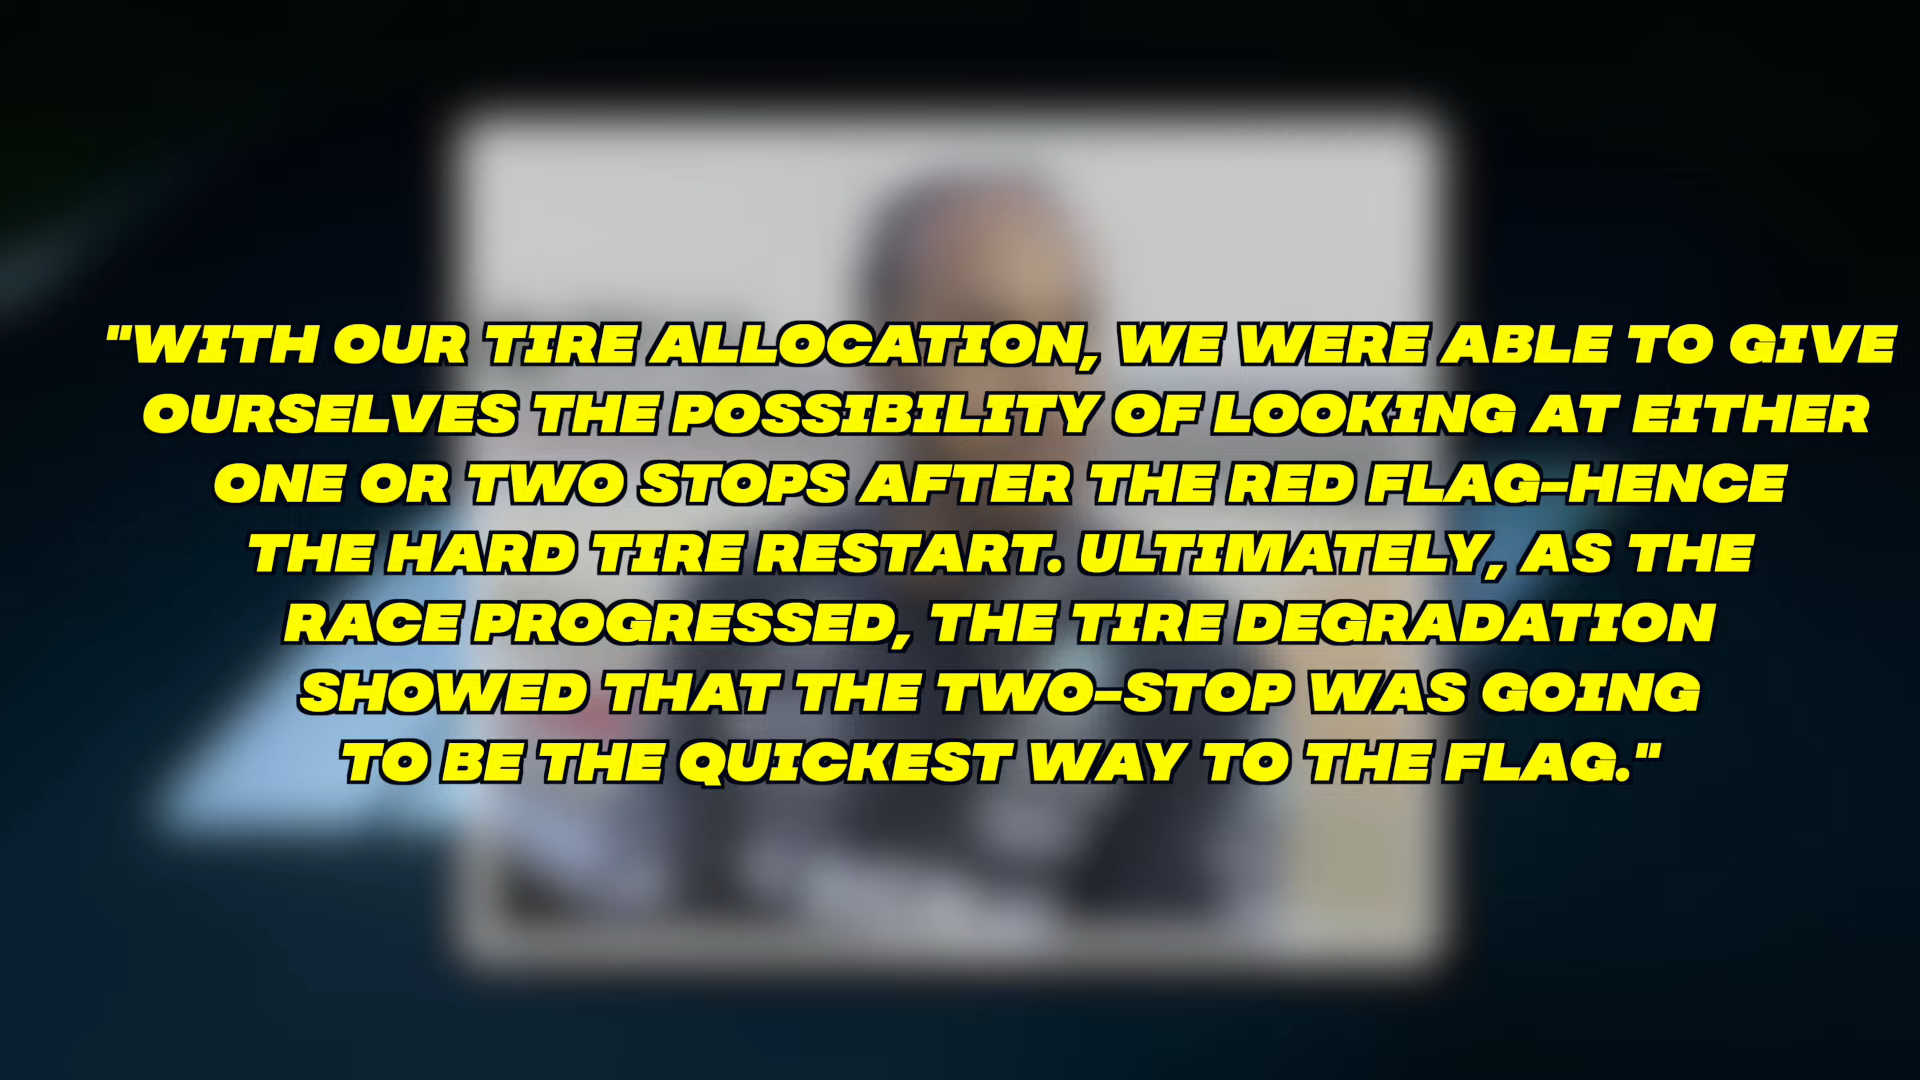 "WITH OUR TIRE ALLOCATION, WE WERE ABLE TO GIVE
OURSELVES THE POSSIBILITY OF LOOKING AT EITHER
ONE OR TWO STOPS AFTER THE RED FLAG-HENCE
THE HARD TIRE RESTART. ULTIMATELY, AS THE
RACE PROGRESSED, THE TIRE DEGRADATION
SHOWED THAT THE TWO-STOP WAS GOING
TO BE THE QUICKEST WAY TO THE FLAG."